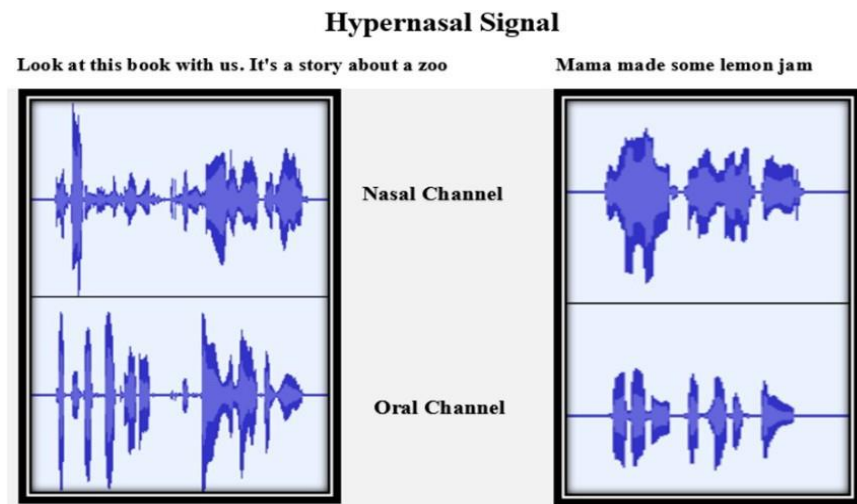 Hypernasal Signal
Look at this book with us. It's a story about a zoo
Mama made some lemon jam
Nasal Channel
Oral Channel